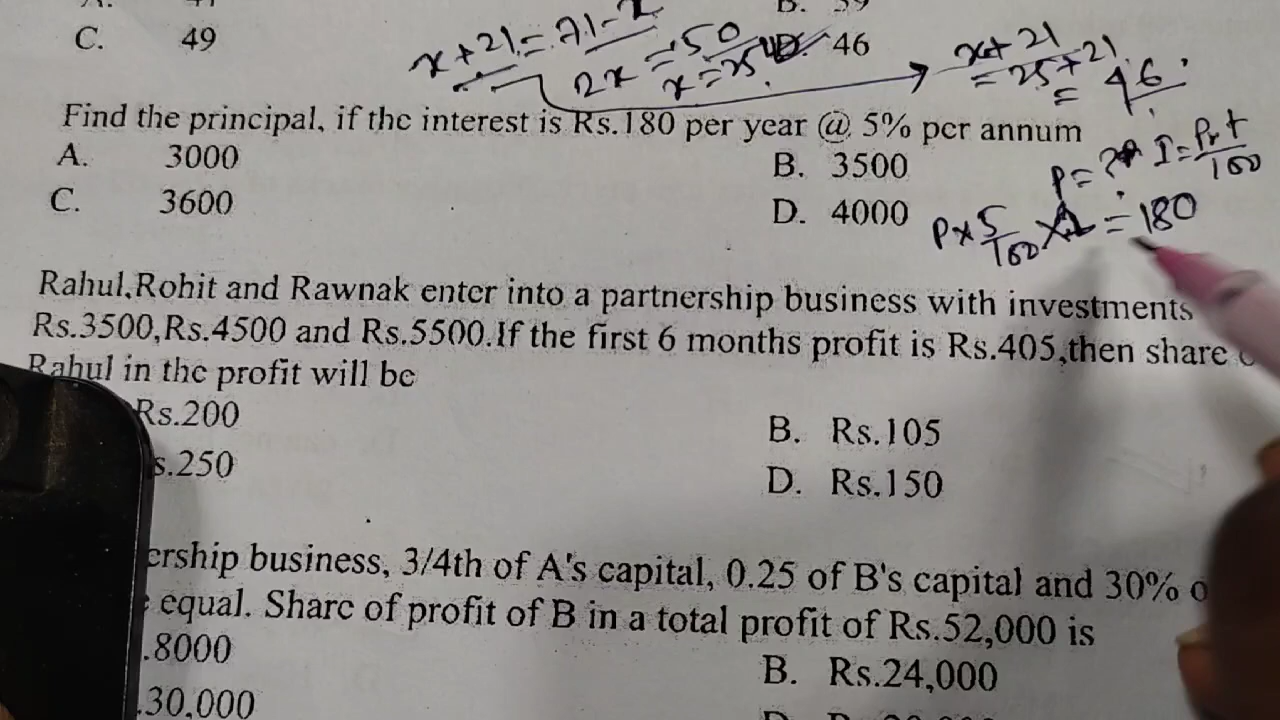 C. 49
46
x+21 = 71-x
2x = 50
x = 25
x+21
= 25+21
= 46
Find the principal, if the interest is Rs.180 per year @ 5% per annum
A. 3000
B. 3500
C. 3600
D. 4000
P=? I=Prt/100
P×5/100×1=180
Rahul,Rohit and Rawnak enter into a partnership business with investments
Rs.3500,Rs.4500 and Rs.5500.If the first 6 months profit is Rs.405,then share
Rahul in the profit will be
Rs.200
B. Rs.105
s.250
D. Rs.150
ership business, 3/4th of A's capital, 0.25 of B's capital and 30% o
equal. Share of profit of B in a total profit of Rs.52,000 is
.8000
B. Rs.24,000
.30,000